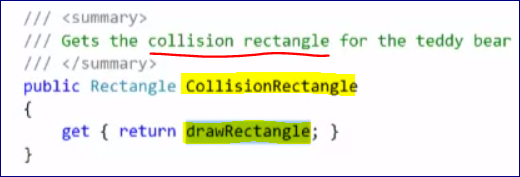 /// <summary>
/// Gets the collision rectangle for the teddy bear
/// </summary>
public Rectangle CollisionRectangle
{
get { return drawRectangle; }
}